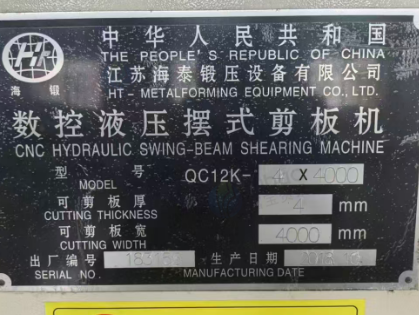 中华人民共和国
THE PEOPLE'S REPUBLIC OF CHINA
江苏海泰锻压设备有限公司
HT- METALFORMING EQUIPMENT CO., LTD.
海锻
数控液压摆式剪板机
CNC HYDRAULIC SWING-BEAM SHEARING MACHINE
型号 QC12K- 4 X 4000
MODEL
可剪板厚 4 mm
CUTTING THICKNESS
可剪板宽 4000 mm
CUTTING WIDTH
出厂编号 生产日期
SERIAL NO. MANUFACTURING DATE